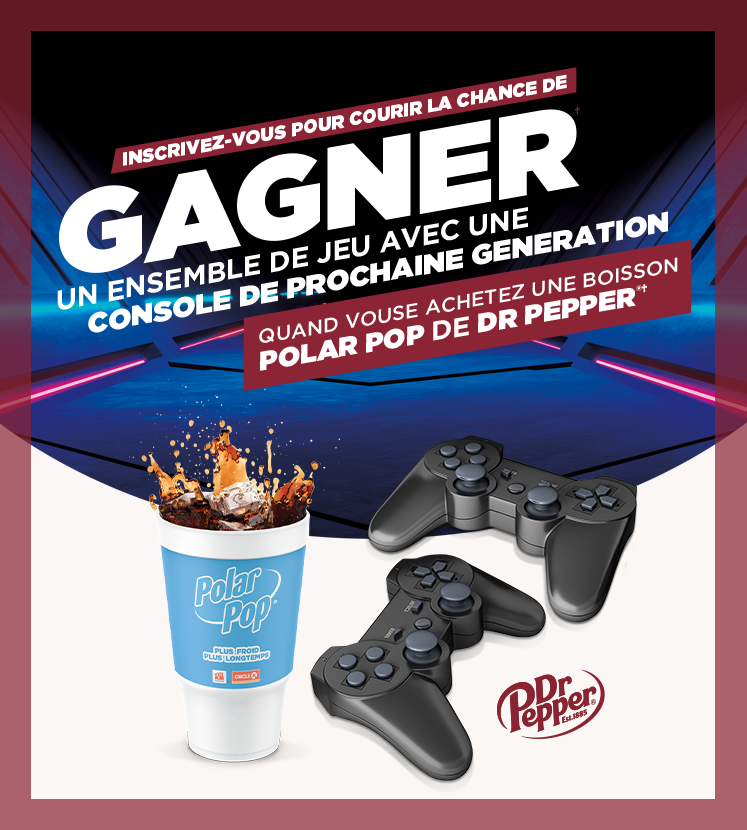 INSCRIVEZ-VOUS POUR COURIR LA CHANCE DE
GAGNER†
UN ENSEMBLE DE JEU AVEC UNE
CONSOLE DE PROCHAINE GENERATION
QUAND VOUSE ACHETEZ UNE BOISSON
POLAR POP DE DR PEPPER®†
Polar
Pop®
PLUS FROID
PLUS LONGTEMPS
CIRCLE K
Dr
Pepper®
Est.1885